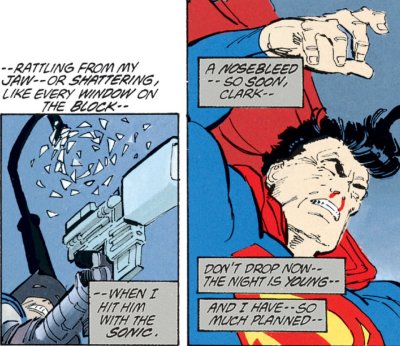 --RATTLING FROM MY
JAW--OR SHATTERING,
LIKE EVERY WINDOW ON
THE BLOCK--
--WHEN I
HIT HIM
WITH THE
SONIC.
A NOSEBLEED
-- SO SOON,
CLARK--
DON'T DROP NOW--
THE NIGHT IS YOUNG--
AND I HAVE--SO
MUCH PLANNED--